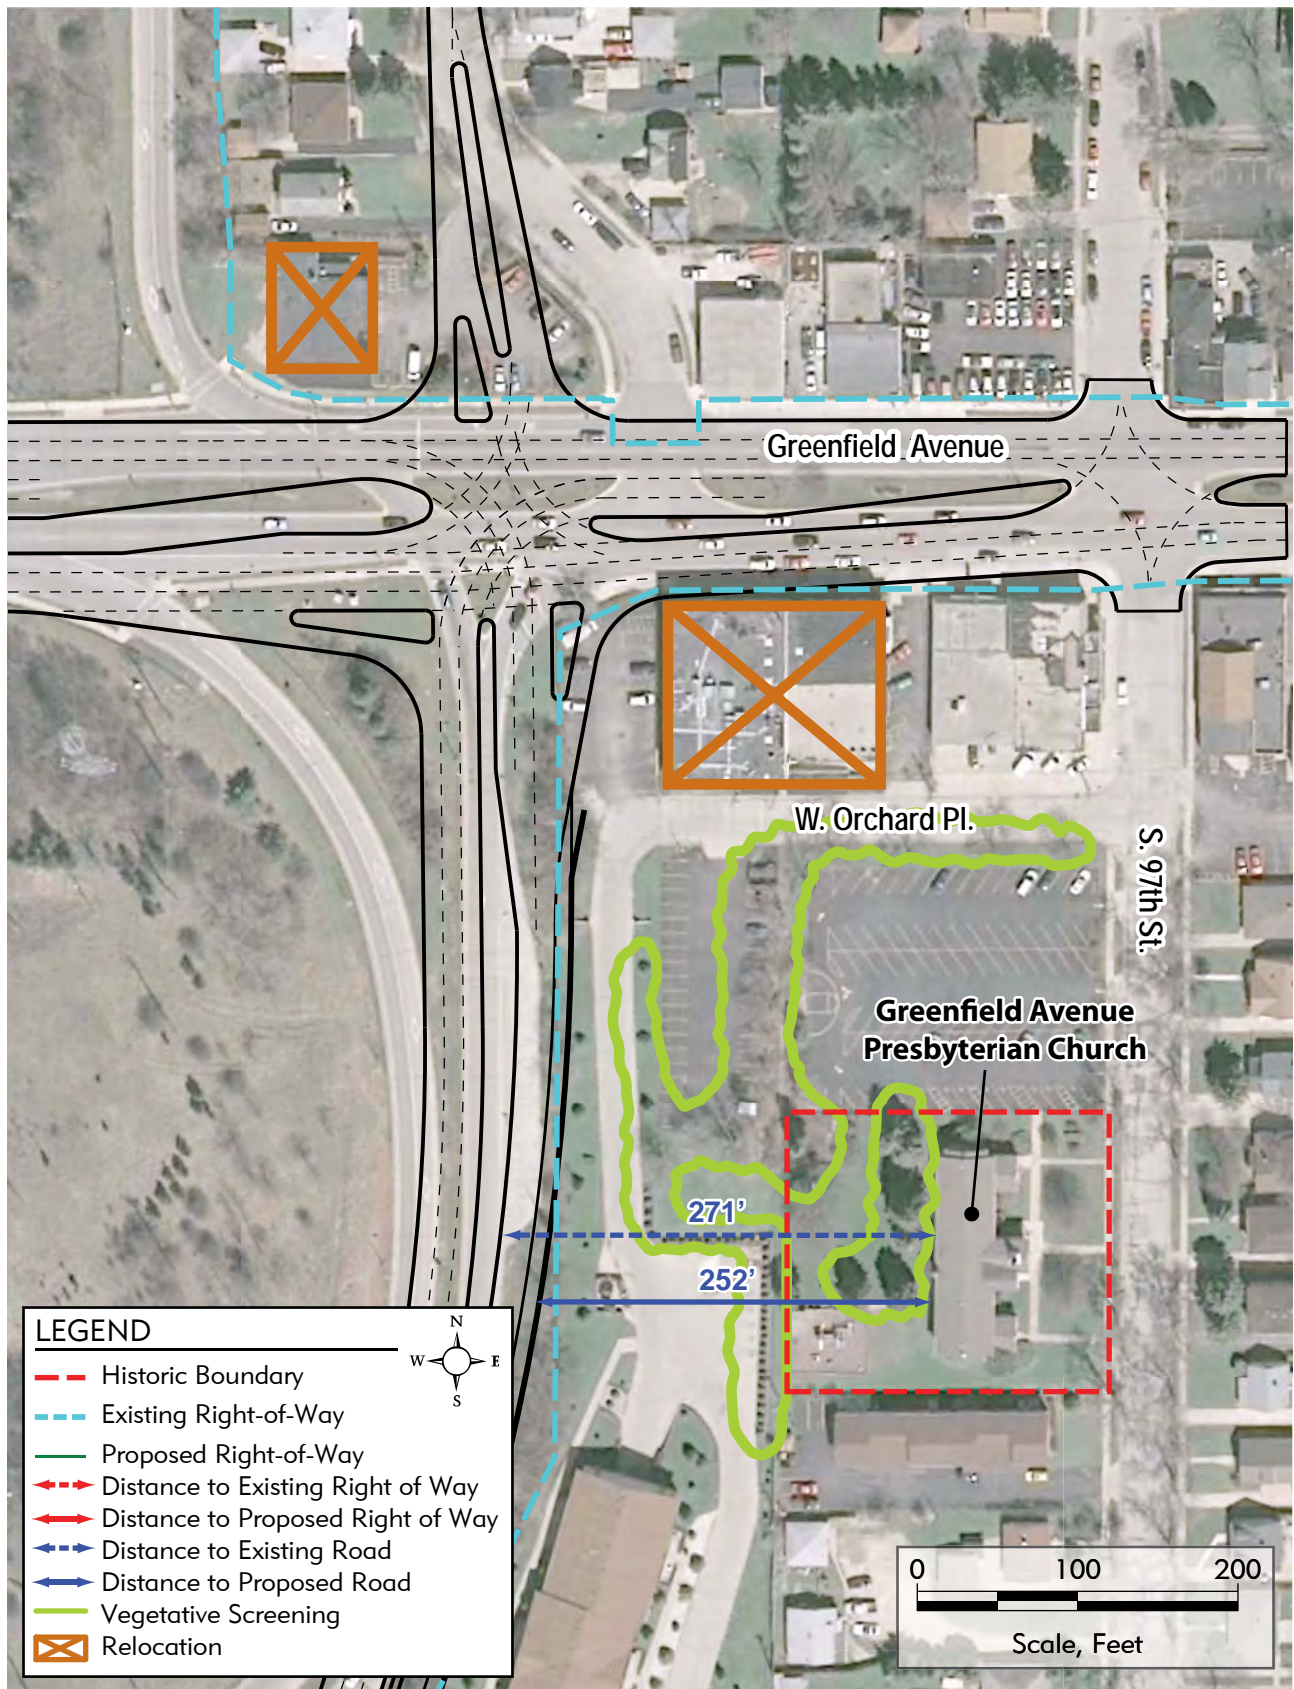 Greenfield Avenue
W. Orchard Pl.
S. 97th St.
Greenfield Avenue
Presbyterian Church
271’
252’
LEGEND
N
W E
S
Historic Boundary
Existing Right-of-Way
Proposed Right-of-Way
Distance to Existing Right of Way
Distance to Proposed Right of Way
Distance to Existing Road
Distance to Proposed Road
Vegetative Screening
Relocation
0 100 200
Scale, Feet